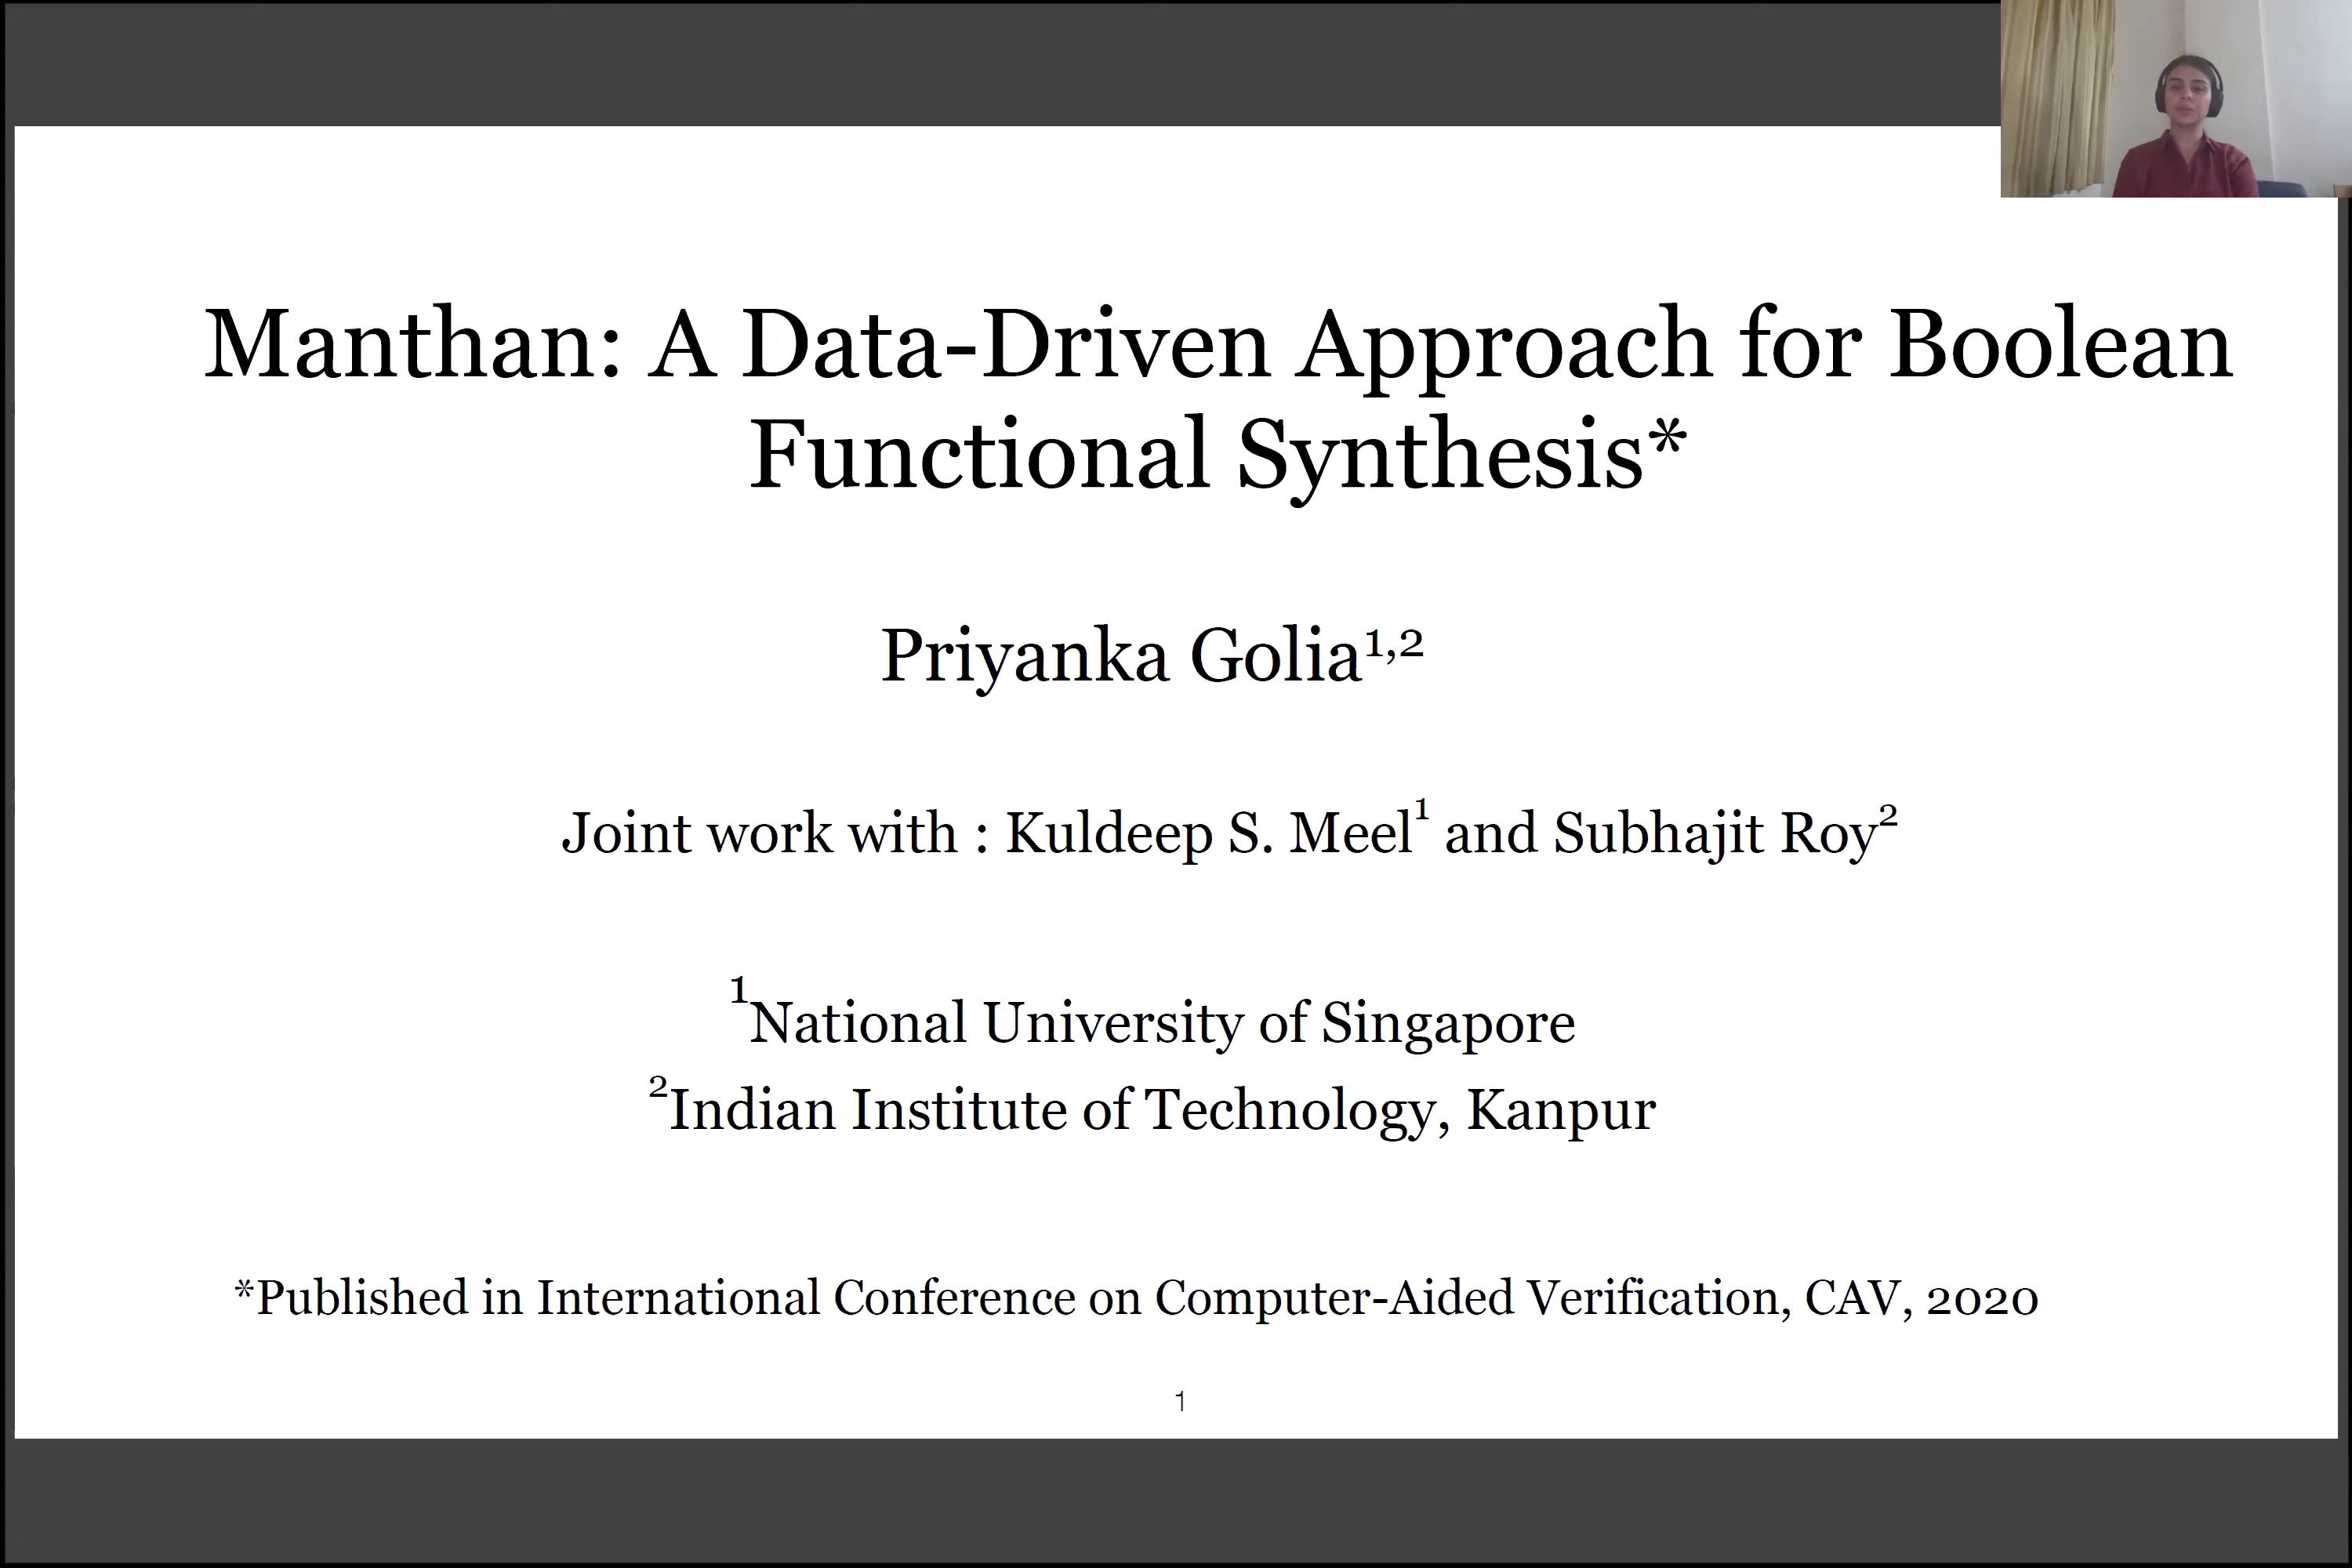 Manthan: A Data-Driven Approach for Boolean
Functional Synthesis*
Priyanka Golia¹,²
Joint work with : Kuldeep S. Meel¹ and Subhajit Roy²
¹National University of Singapore
²Indian Institute of Technology, Kanpur
*Published in International Conference on Computer-Aided Verification, CAV, 2020
1